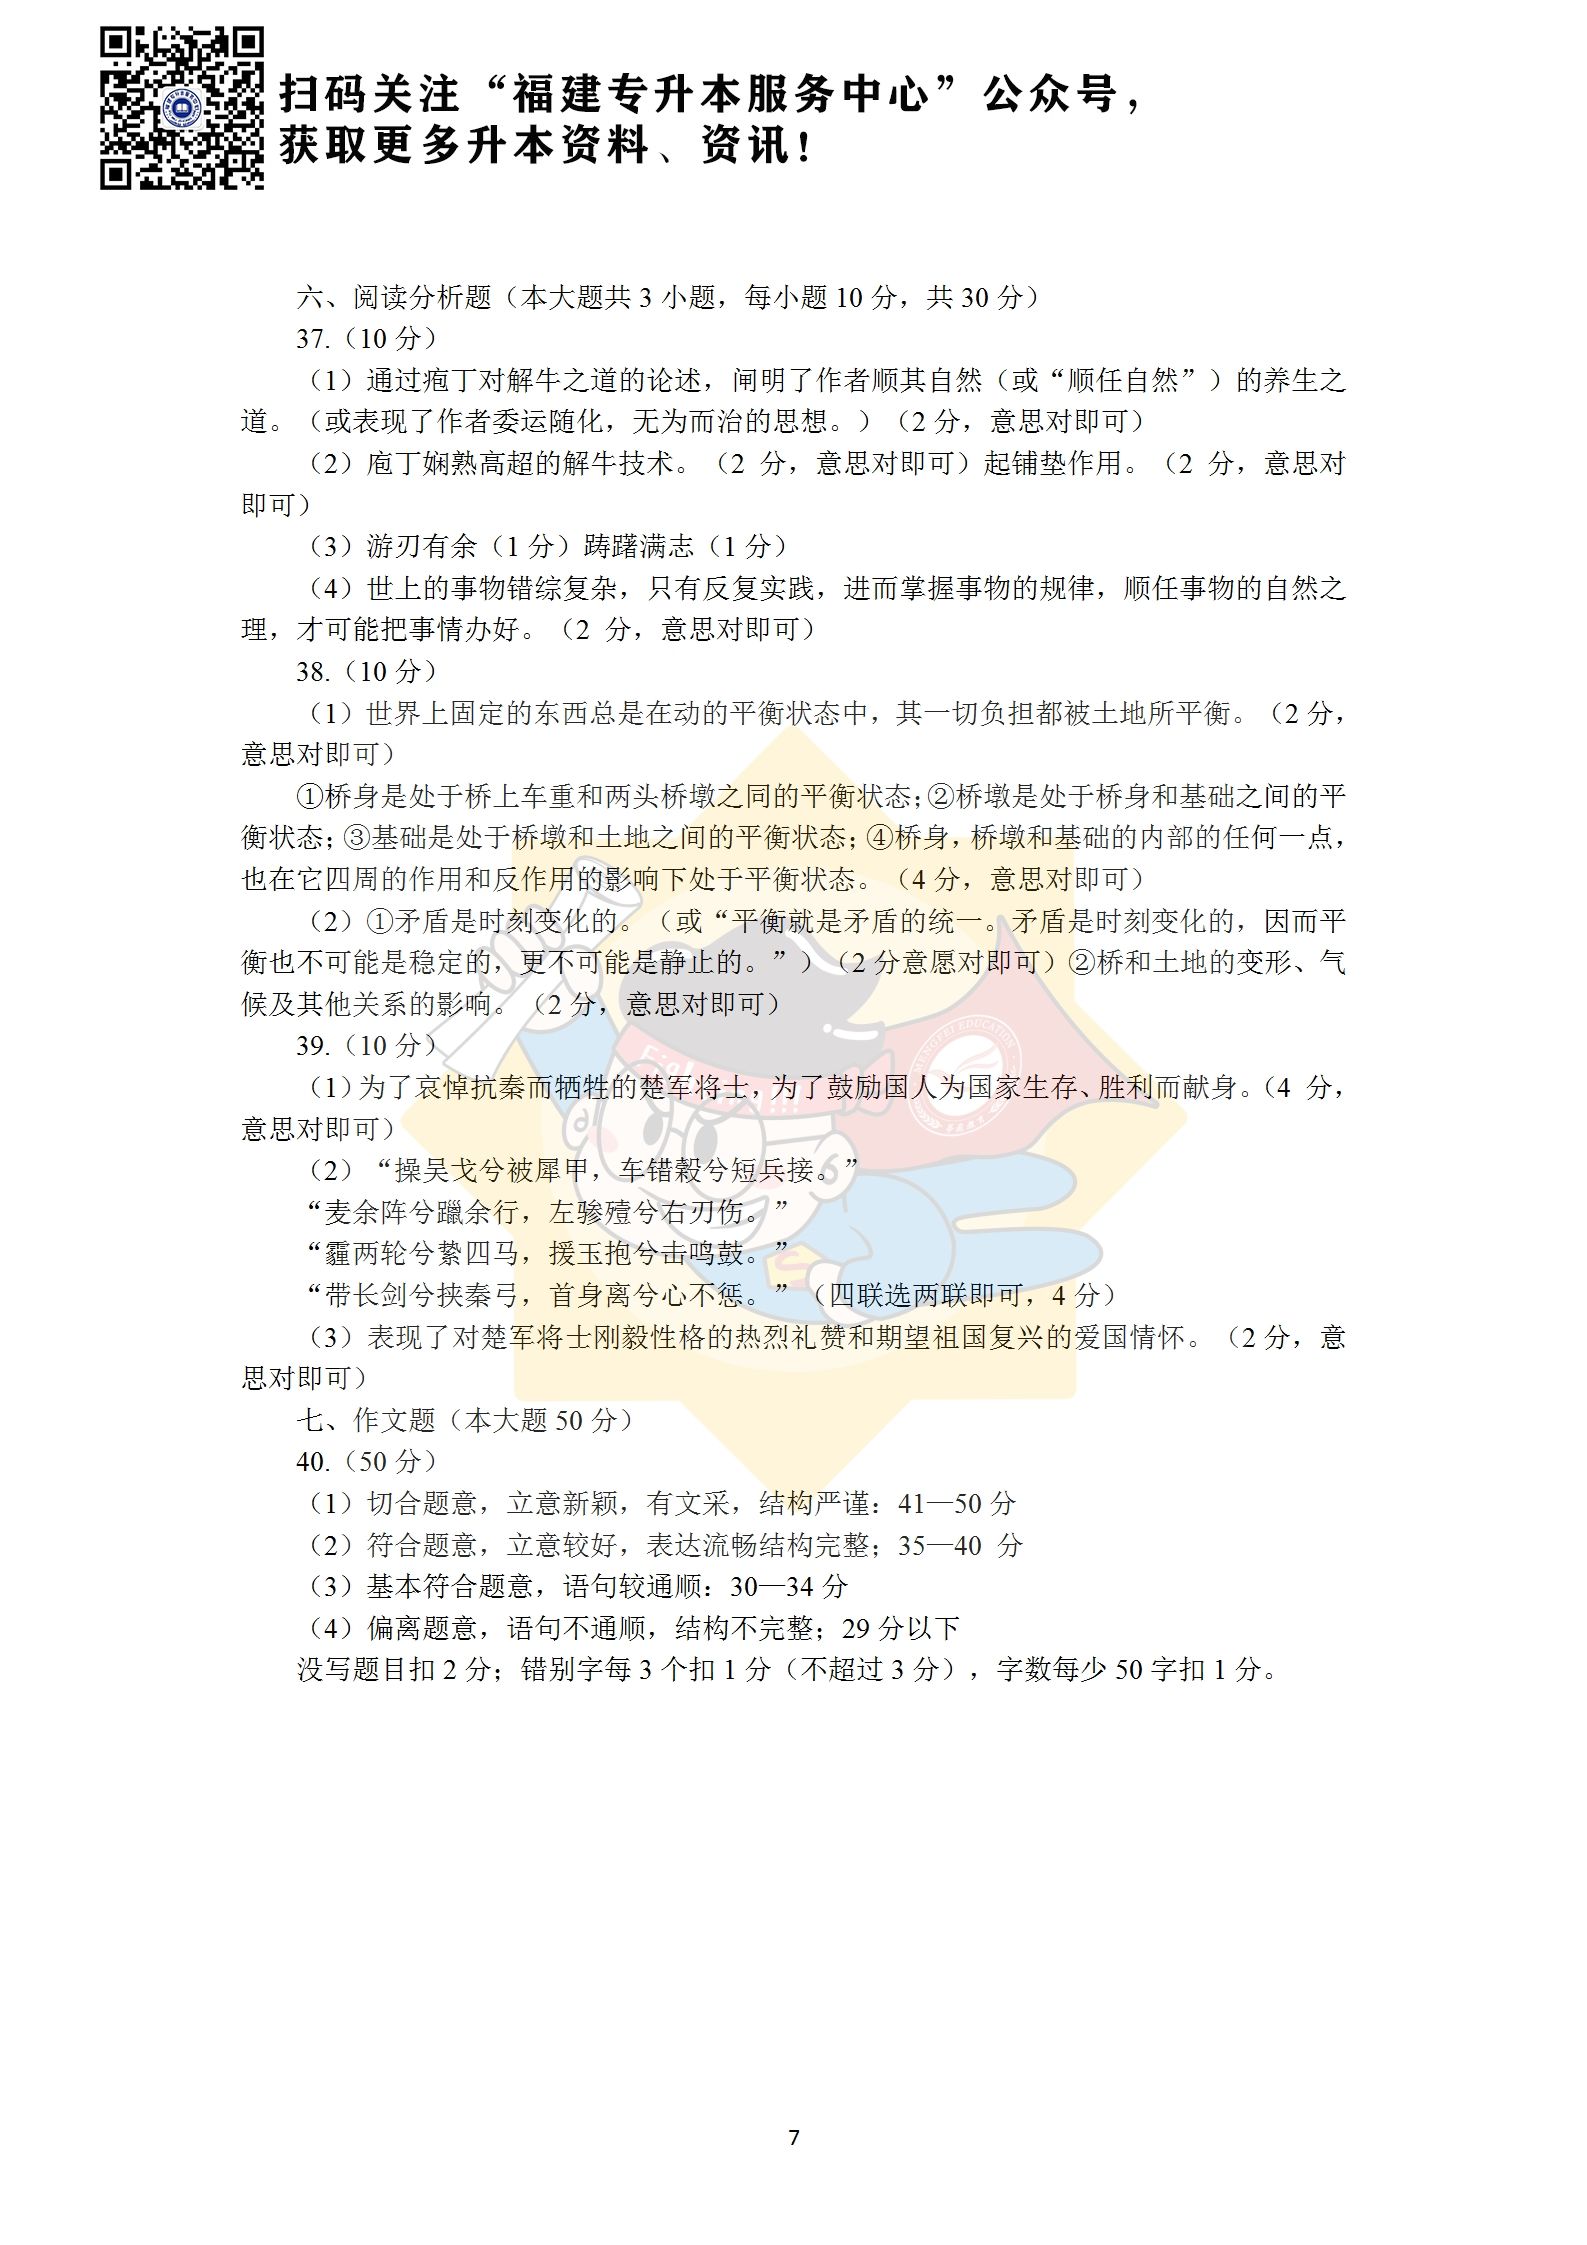 扫码关注“福建专升本服务中心”公众号，
获取更多升本资料、资讯！
六、阅读分析题（本大题共 3 小题，每小题 10 分，共 30 分）
37.（10 分）
（1）通过疱丁对解牛之道的论述，闸明了作者顺其自然（或“顺任自然”）的养生之
道。（或表现了作者委运随化，无为而治的思想。）（2 分，意思对即可）
（2）庖丁娴熟高超的解牛技术。（2 分，意思对即可）起铺垫作用。（2 分，意思对
即可）
（3）游刃有余（1 分）踌躇满志（1 分）
（4）世上的事物错综复杂，只有反复实践，进而掌握事物的规律，顺任事物的自然之
理，才可能把事情办好。（2 分，意思对即可）
38.（10 分）
（1）世界上固定的东西总是在动的平衡状态中，其一切负担都被土地所平衡。（2 分，
意思对即可）
①桥身是处于桥上车重和两头桥墩之同的平衡状态；②桥墩是处于桥身和基础之间的平
衡状态；③基础是处于桥墩和土地之间的平衡状态；④桥身，桥墩和基础的内部的任何一点，
也在它四周的作用和反作用的影响下处于平衡状态。（4 分，意思对即可）
（2）①矛盾是时刻变化的。（或“平衡就是矛盾的统一。矛盾是时刻变化的，因而平
衡也不可能是稳定的，更不可能是静止的。”）（2 分意愿对即可）②桥和土地的变形、气
候及其他关系的影响。（2 分，意思对即可）
39.（10 分）
（1）为了哀悼抗秦而牺牲的楚军将士，为了鼓励国人为国家生存、胜利而献身。（4 分，
意思对即可）
（2）“操吴戈兮被犀甲，车错毂兮短兵接。”
“麦余阵兮躐余行，左骖殪兮右刃伤。”
“霾两轮兮絷四马，援玉抱兮击鸣鼓。”
“带长剑兮挟秦弓，首身离兮心不惩。”（四联选两联即可，4 分）
（3）表现了对楚军将士刚毅性格的热烈礼赞和期望祖国复兴的爱国情怀。（2 分，意
思对即可）
七、作文题（本大题 50 分）
40.（50 分）
（1）切合题意，立意新颖，有文采，结构严谨：41—50 分
（2）符合题意，立意较好，表达流畅结构完整；35—40 分
（3）基本符合题意，语句较通顺：30—34 分
（4）偏离题意，语句不通顺，结构不完整；29 分以下
没写题目扣 2 分；错别字每 3 个扣 1 分（不超过 3 分），字数每少 50 字扣 1 分。
MENGFEI EDUCATION
7